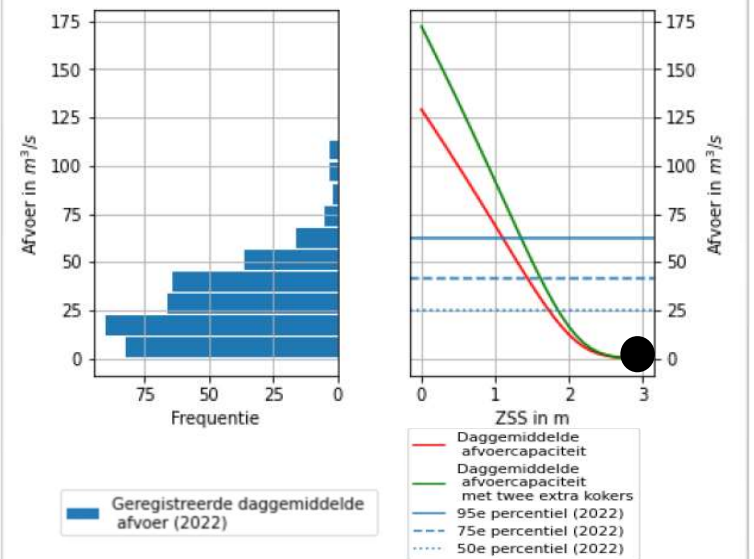 175
150
125
100
75
50
25
0
Afvoer in m³/s
75 50 25 0
Frequentie
175
150
125
100
75
50
25
0
Afvoer in m³/s
0 1 2 3
ZSS in m
Geregistreerde daggemiddelde
afvoer (2022)
Daggemiddelde
afvoercapaciteit
Daggemiddelde
afvoercapaciteit
met twee extra kokers
95e percentiel (2022)
75e percentiel (2022)
50e percentiel (2022)